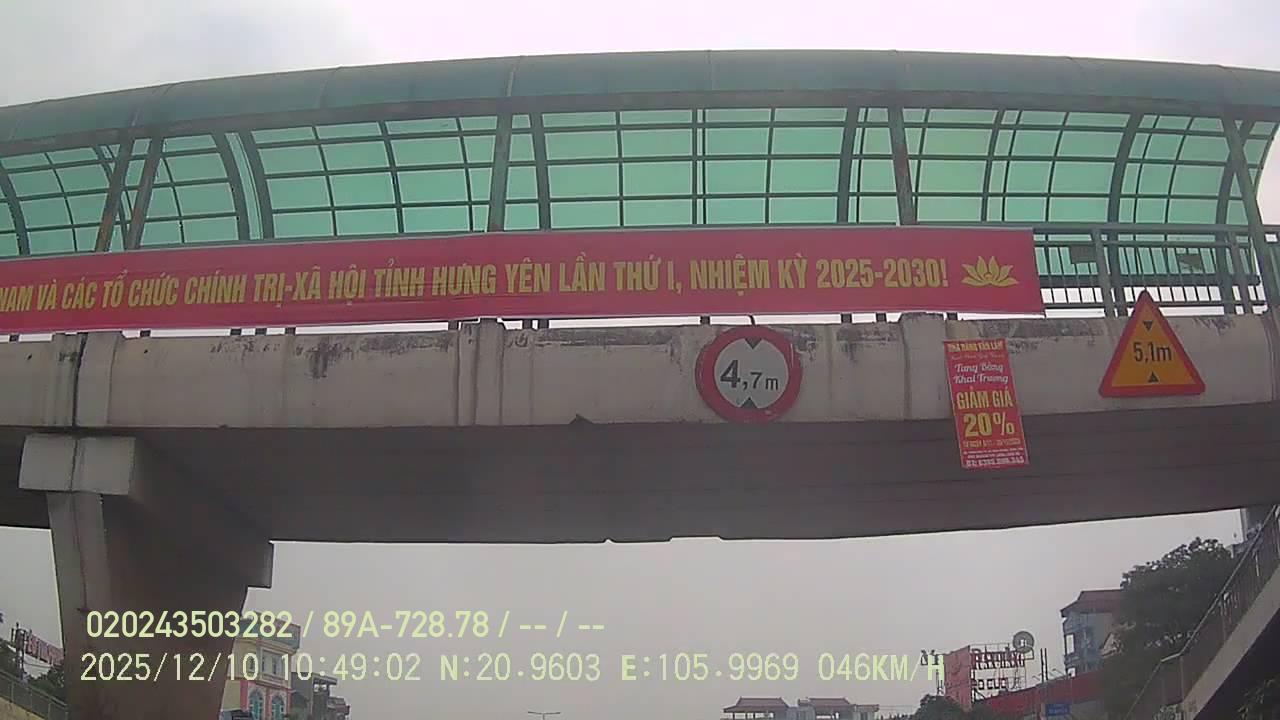 NAM VÀ CÁC TỔ CHỨC CHÍNH TRỊ-XÃ HỘI TỈNH HƯNG YÊN LẦN THỨ I, NHIỆM KỲ 2025-2030!
4,7m
5,1m
Tưng Bừng
Khai Trương
GIẢM GIÁ
20%
020243503282 / 89A-728.78 / -- / --
2025/12/10 10:49:02 N:20.9603 E:105.9969 046KM/H